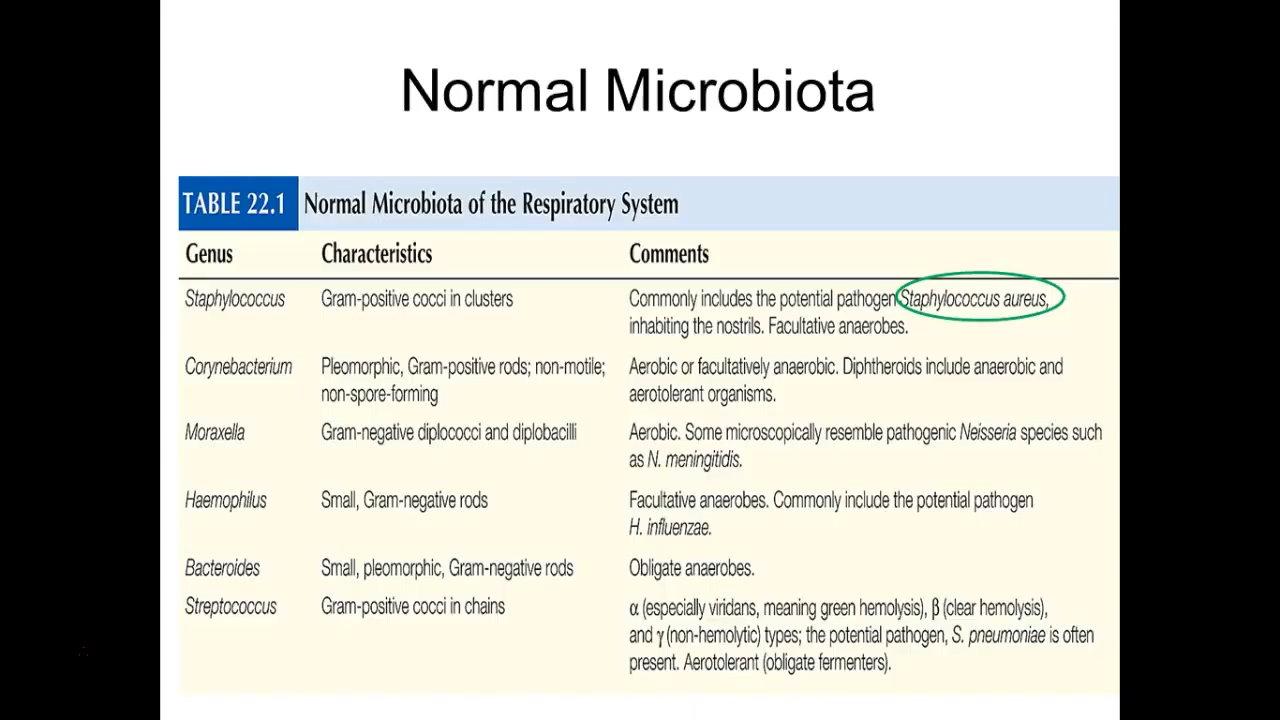 Normal Microbiota
TABLE 22.1 Normal Microbiota of the Respiratory System
Genus Characteristics Comments
Staphylococcus Gram-positive cocci in clusters Commonly includes the potential pathogen Staphylococcus aureus,
inhabiting the nostrils. Facultative anaerobes.
Corynebacterium Pleomorphic, Gram-positive rods; non-motile; Aerobic or facultatively anaerobic. Diphtheroids include anaerobic and
non-spore-forming aerotolerant organisms.
Moraxella Gram-negative diplococci and diplobacilli Aerobic. Some microscopically resemble pathogenic Neisseria species such
as N. meningitidis.
Haemophilus Small, Gram-negative rods Facultative anaerobes. Commonly include the potential pathogen
H. influenzae.
Bacteroides Small, pleomorphic, Gram-negative rods Obligate anaerobes.
Streptococcus Gram-positive cocci in chains α (especially viridans, meaning green hemolysis), β (clear hemolysis),
and γ (non-hemolytic) types; the potential pathogen, S. pneumoniae is often
present. Aerotolerant (obligate fermenters).